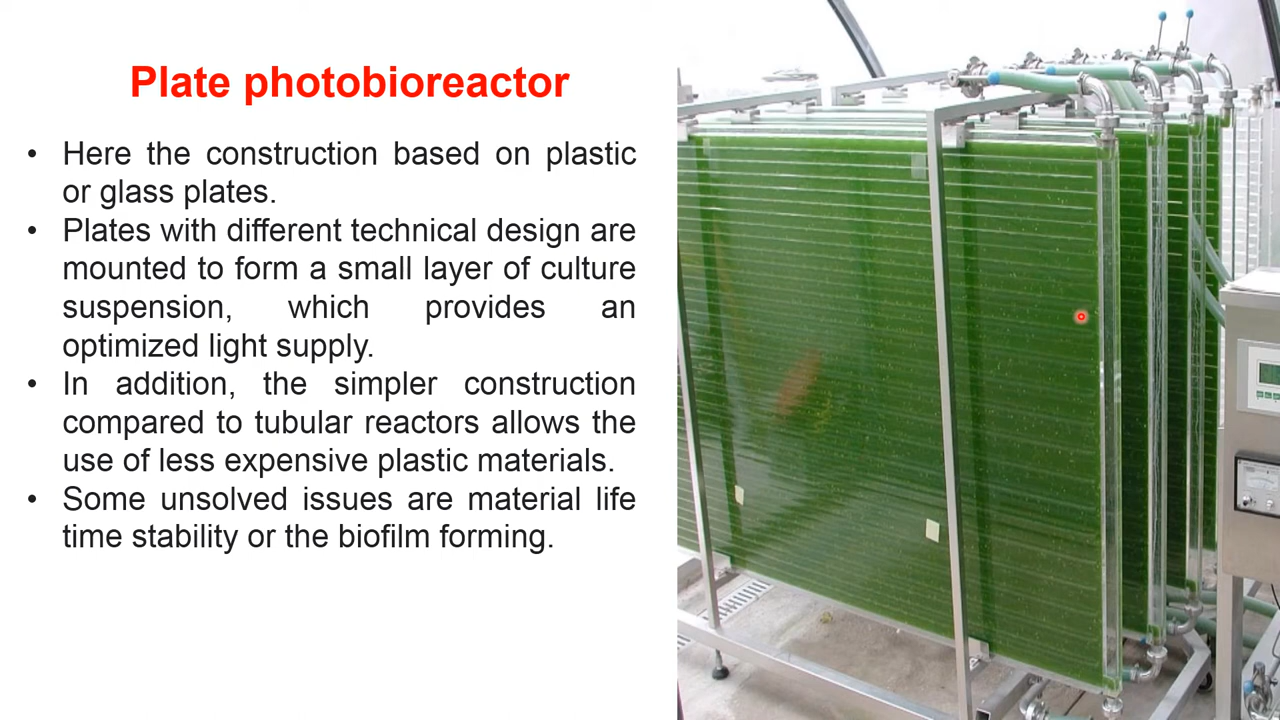 Plate photobioreactor
• Here the construction based on plastic
or glass plates.
• Plates with different technical design are
mounted to form a small layer of culture
suspension, which provides an
optimized light supply.
• In addition, the simpler construction
compared to tubular reactors allows the
use of less expensive plastic materials.
• Some unsolved issues are material life
time stability or the biofilm forming.